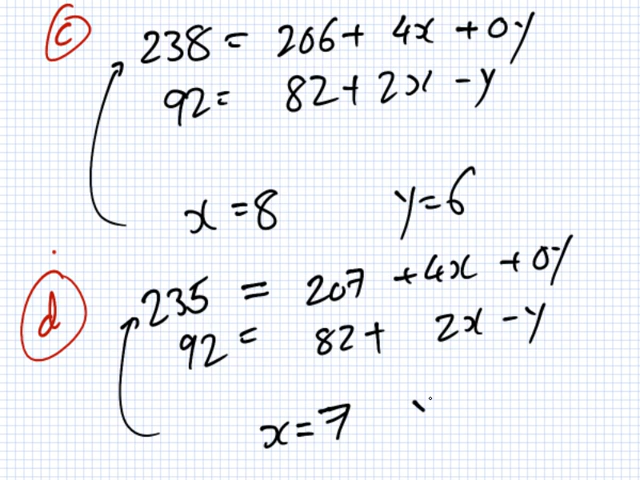 c 238 = 206 + 4x + 0y
92 = 82 + 2x - y
x = 8 y = 6
d 235 = 207 + 4x + 0y
92 = 82 + 2x - y
x = 7